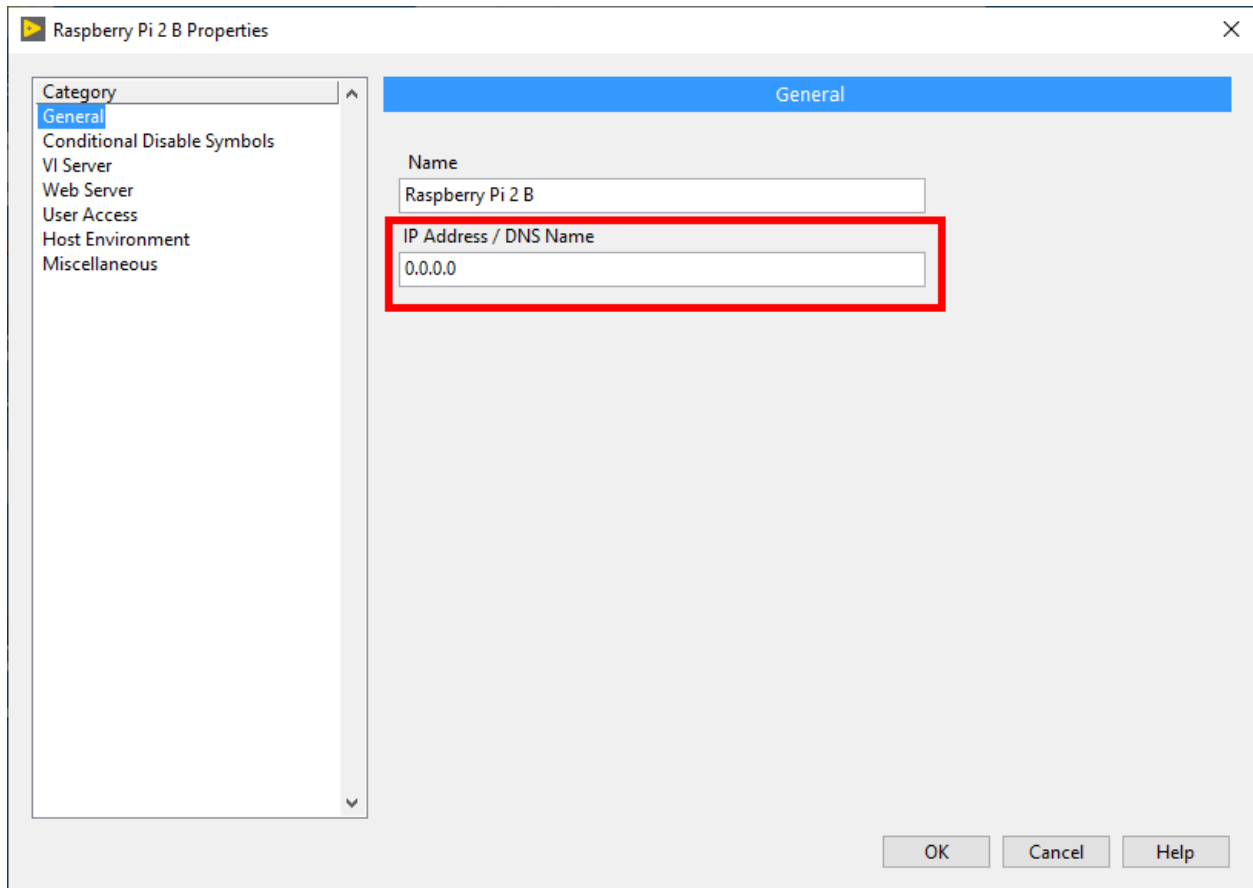 Raspberry Pi 2 B Properties
Category
General
Conditional Disable Symbols
VI Server
Web Server
User Access
Host Environment
Miscellaneous
General
Name
Raspberry Pi 2 B
IP Address / DNS Name
0.0.0.0
OK Cancel Help